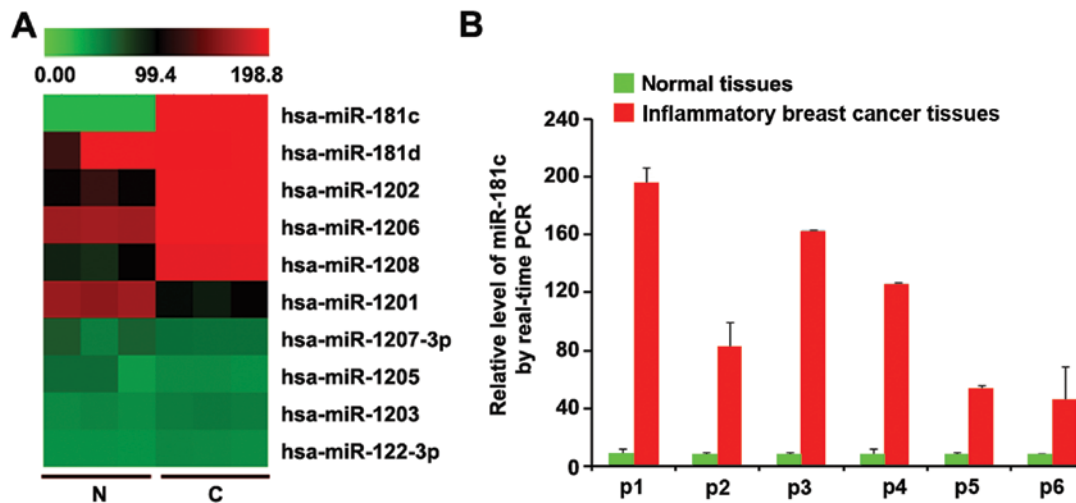 A
0.00 99.4 198.8
hsa-miR-181c
hsa-miR-181d
hsa-miR-1202
hsa-miR-1206
hsa-miR-1208
hsa-miR-1201
hsa-miR-1207-3p
hsa-miR-1205
hsa-miR-1203
hsa-miR-122-3p
N C
B
Normal tissues
Inflammatory breast cancer tissues
Relative level of miR-181c
by real-time PCR
240
200
160
120
80
40
0
p1 p2 p3 p4 p5 p6